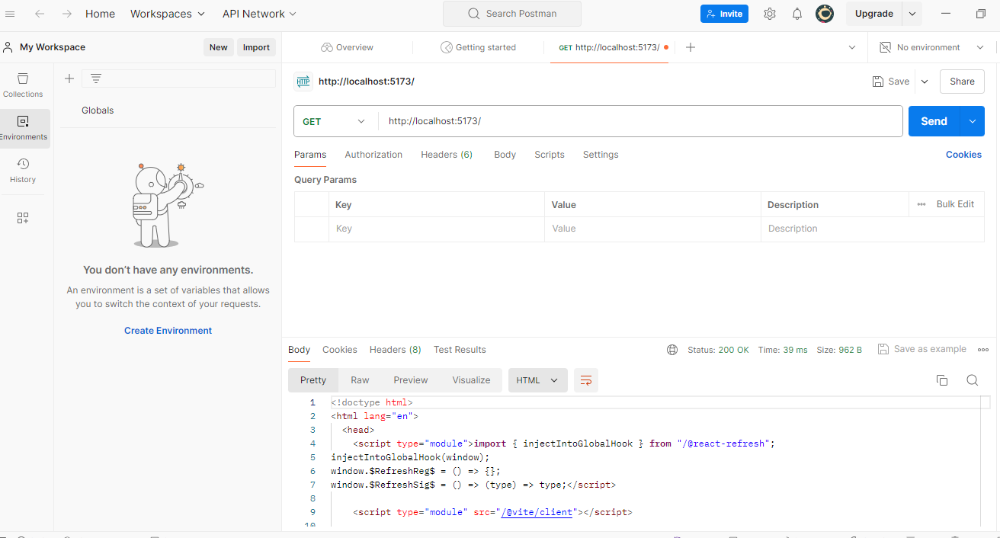 Home Workspaces API Network Search Postman Invite Upgrade
My Workspace New Import Overview Getting started GET http://localhost:5173/ No environment
Collections
Environments
History
Globals
You don't have any environments.
An environment is a set of variables that allows
you to switch the context of your requests.
Create Environment
HTTP http://localhost:5173/ Save Share
GET http://localhost:5173/ Send
Params Authorization Headers (6) Body Scripts Settings Cookies
Query Params
Key Value Description Bulk Edit
Key Value Description
Body Cookies Headers (8) Test Results Status: 200 OK Time: 39 ms Size: 962 B Save as example
Pretty Raw Preview Visualize HTML
1 <!doctype html>
2 <html lang="en">
3 <head>
4 <script type="module">import { injectIntoGlobalHook } from "/@react-refresh";
5 injectIntoGlobalHook(window);
6 window.$RefreshReg$ = () => {};
7 window.$RefreshSig$ = () => (type) => type;</script>
8
9 <script type="module" src="/@vite/client"></script>
10